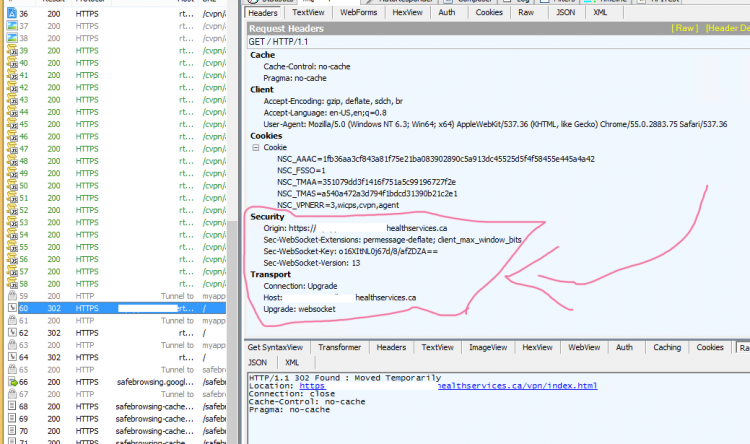 Headers TextView WebForms HexView Auth Cookies Raw JSON XML
Request Headers [ Raw ] [Header De
GET / HTTP/1.1
Cache
Cache-Control: no-cache
Pragma: no-cache
Client
Accept-Encoding: gzip, deflate, sdch, br
Accept-Language: en-US,en;q=0.8
User-Agent: Mozilla/5.0 (Windows NT 6.3; Win64; x64) AppleWebKit/537.36 (KHTML, like Gecko) Chrome/55.0.2883.75 Safari/537.36
Cookies
Cookie
NSC_AAAC=1fb36aa3cf843a81f75e21ba083902890c5a913dc45525d5f4f58455e445a4a42
NSC_FSSO=1
NSC_TMAA=351079dd3f1416f751a5c99196727f2e
NSC_TMAS=a540a472a3d794f1bdcd31390b21c2e1
NSC_VPNERR=3,wicps,cvpn,agent
Security
Origin: https:// healthservices.ca
Sec-WebSocket-Extensions: permessage-deflate; client_max_window_bits
Sec-WebSocket-Key: o16XItNL0j67d/8/afZDZA==
Sec-WebSocket-Version: 13
Transport
Connection: Upgrade
Host: healthservices.ca
Upgrade: websocket
Get SyntaxView Transformer Headers TextView ImageView HexView WebView Auth Caching Cookies Ra
JSON XML
HTTP/1.1 302 Found : Moved Temporarily
Location: https ealthservices.ca/vpn/index.html
Connection: close
Cache-Control: no-cache
Pragma: no-cache
36 200 HTTPS rt... /cvpn/
37 200 HTTPS rt... /cvpn/
38 200 HTTPS rt... /cvpn/
39 200 HTTPS rt... /cvpn/
40 200 HTTPS rt... /cvpn/
41 200 HTTPS rt... /cvpn/
42 200 HTTPS rt... /cvpn/
43 200 HTTPS rt... /cvpn/
44 200 HTTPS rt... /cvpn/
45 200 HTTPS rt... /cvpn/
46 200 HTTPS rt... /cvpn/
47 200 HTTPS rt... /cvpn/
48 200 HTTPS rt... /cvpn/
49 200 HTTPS rt... /cvpn/
50 200 HTTPS rt... /cvpn/
51 200 HTTPS rt... /cvpn/
52 200 HTTPS rt... /cvpn/
53 200 HTTPS rt... /cvpn/
54 200 HTTPS rt... /cvpn/
55 200 HTTPS rt... /cvpn/
56 200 HTTPS rt... /cvpn/
57 200 HTTPS rt... /cvpn/
58 200 HTTPS rt... /cvpn/
59 200 HTTP Tunnel to myapp
60 302 HTTPS rt... /
61 200 HTTP Tunnel to myapp
62 302 HTTPS rt... /
63 200 HTTP Tunnel to myapp
64 302 HTTPS rt... /
65 200 HTTP Tunnel to safebr
66 200 HTTPS safebrowsing.googl... /safeb
67 200 HTTP Tunnel to safebr
68 200 HTTPS safebrowsing-cache... /safeb
69 200 HTTPS safebrowsing-cache... /safeb
70 200 HTTPS safebrowsing-cache... /safeb
71 200 HTTPS safebrowsing-cache... /safeb